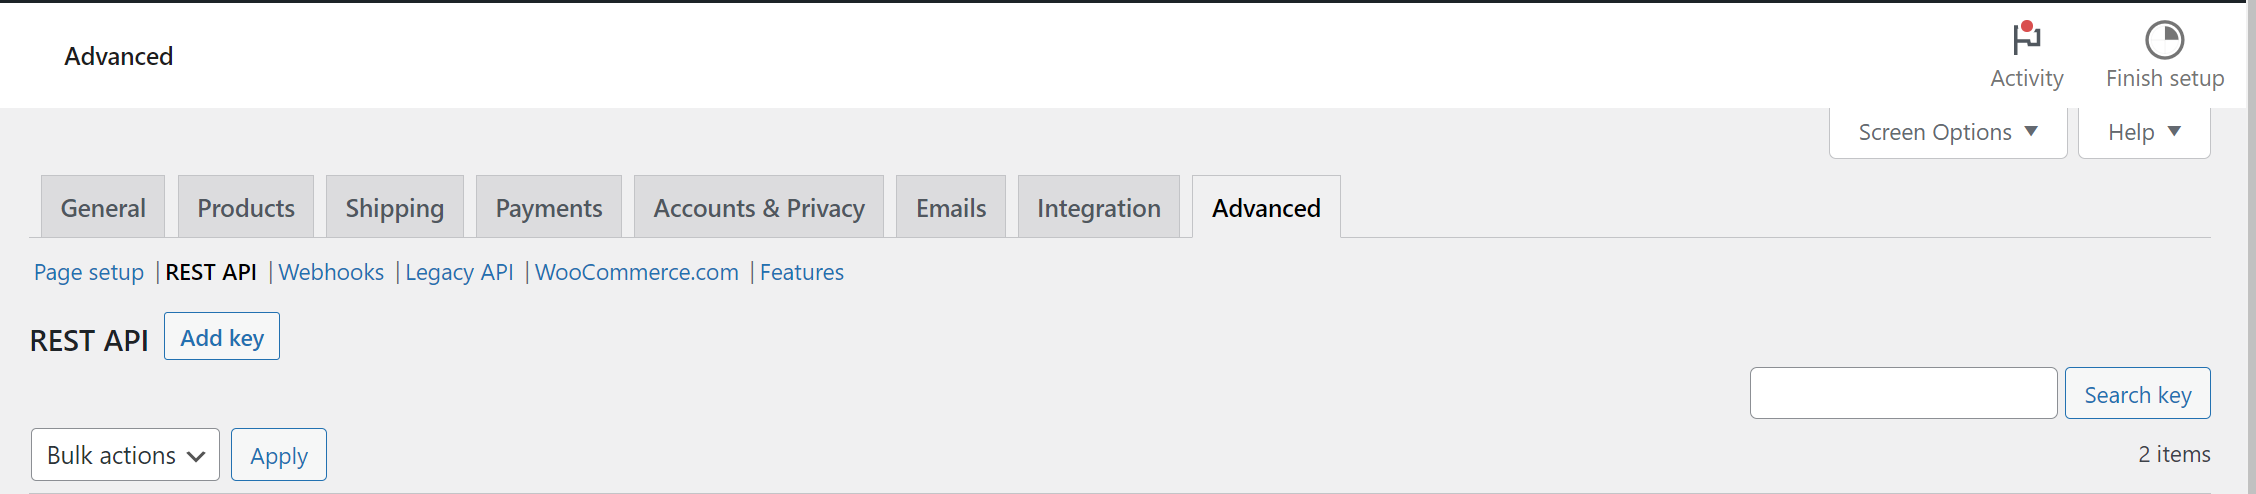 Advanced
Activity
Finish setup
Screen Options
Help
General Products Shipping Payments Accounts & Privacy Emails Integration Advanced
Page setup | REST API | Webhooks | Legacy API | WooCommerce.com | Features
REST API Add key
Search key
Bulk actions Apply
2 items